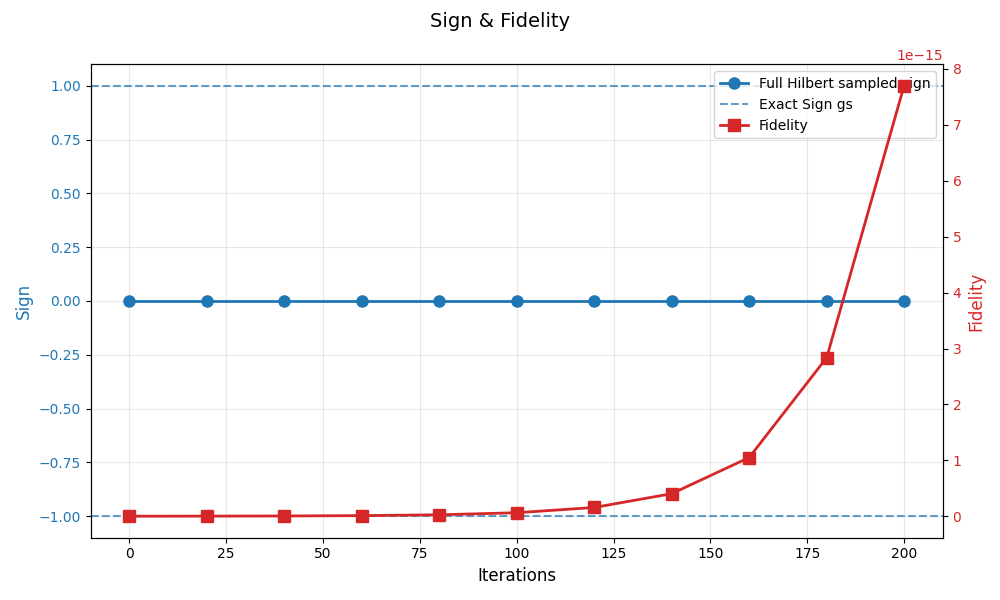 Sign & Fidelity
1e−15
Full Hilbert sampled sign
Exact Sign gs
Fidelity
1.00
0.75
0.50
0.25
0.00
−0.25
−0.50
−0.75
−1.00
Sign
8
7
6
5
4
3
2
1
0
Fidelity
0 25 50 75 100 125 150 175 200
Iterations